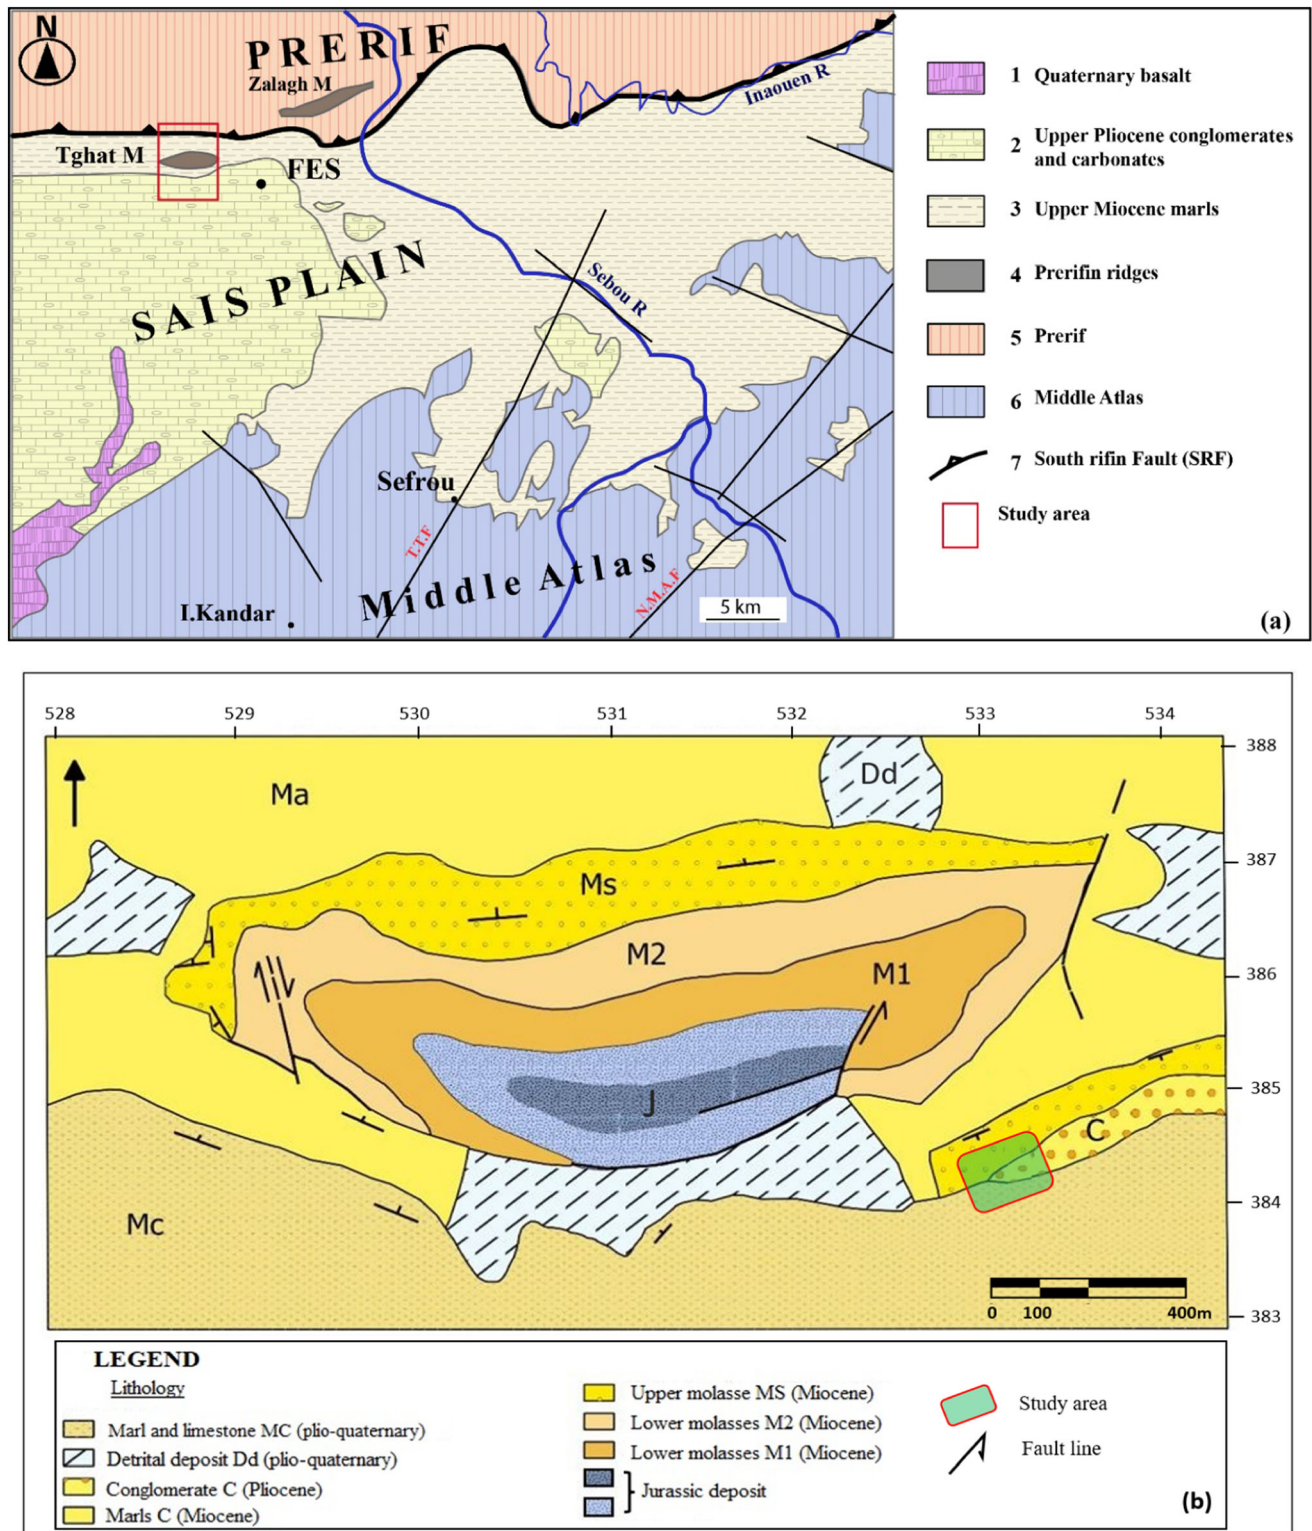 N
PRERIF
Zalagh M
Inaouen R
Tghat M
FES
SAIS PLAIN
Sebou R
Sefrou
T.T.F
Middle Atlas
N.M.A.F
I.Kandar
5 km
1 Quaternary basalt
2 Upper Pliocene conglomerates
and carbonates
3 Upper Miocene marls
4 Prerifin ridges
5 Prerif
6 Middle Atlas
7 South rifin Fault (SRF)
Study area
(a)
528 529 530 531 532 533 534
388
Ma
Dd
387
Ms
M2
M1
386
385
J
C
384
Mc
0 100 400m
383
LEGEND
Lithology
Marl and limestone MC (plio-quaternary)
Detrital deposit Dd (plio-quaternary)
Conglomerate C (Pliocene)
Marls C (Miocene)
Upper molasse MS (Miocene)
Lower molasses M2 (Miocene)
Lower molasses M1 (Miocene)
Jurassic deposit
Study area
Fault line
(b)